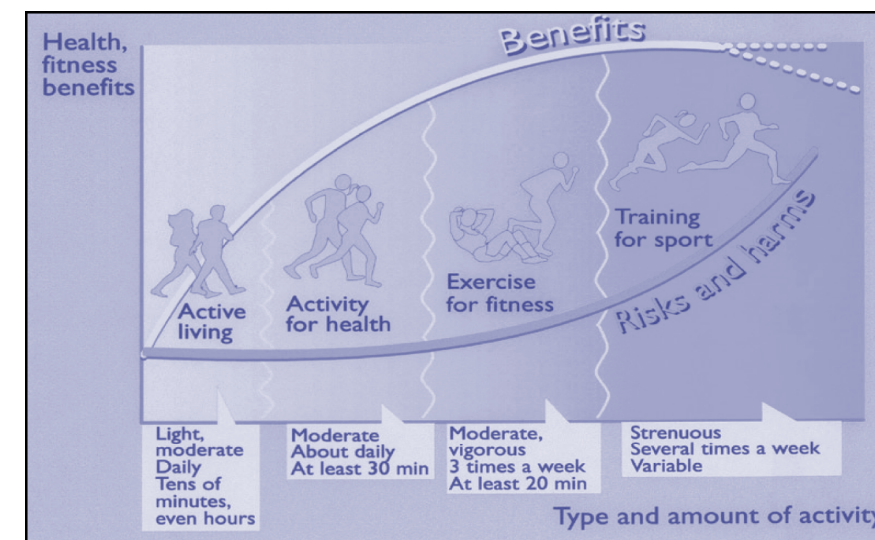 Health,
fitness
benefits
Benefits
Training
for sport
Exercise
for fitness
Activity
for health
Active
living
Risks and harms
Light,
moderate
Daily
Tens of
minutes,
even hours
Moderate
About daily
At least 30 min
Moderate,
vigorous
3 times a week
At least 20 min
Strenuous
Several times a week
Variable
Type and amount of activity